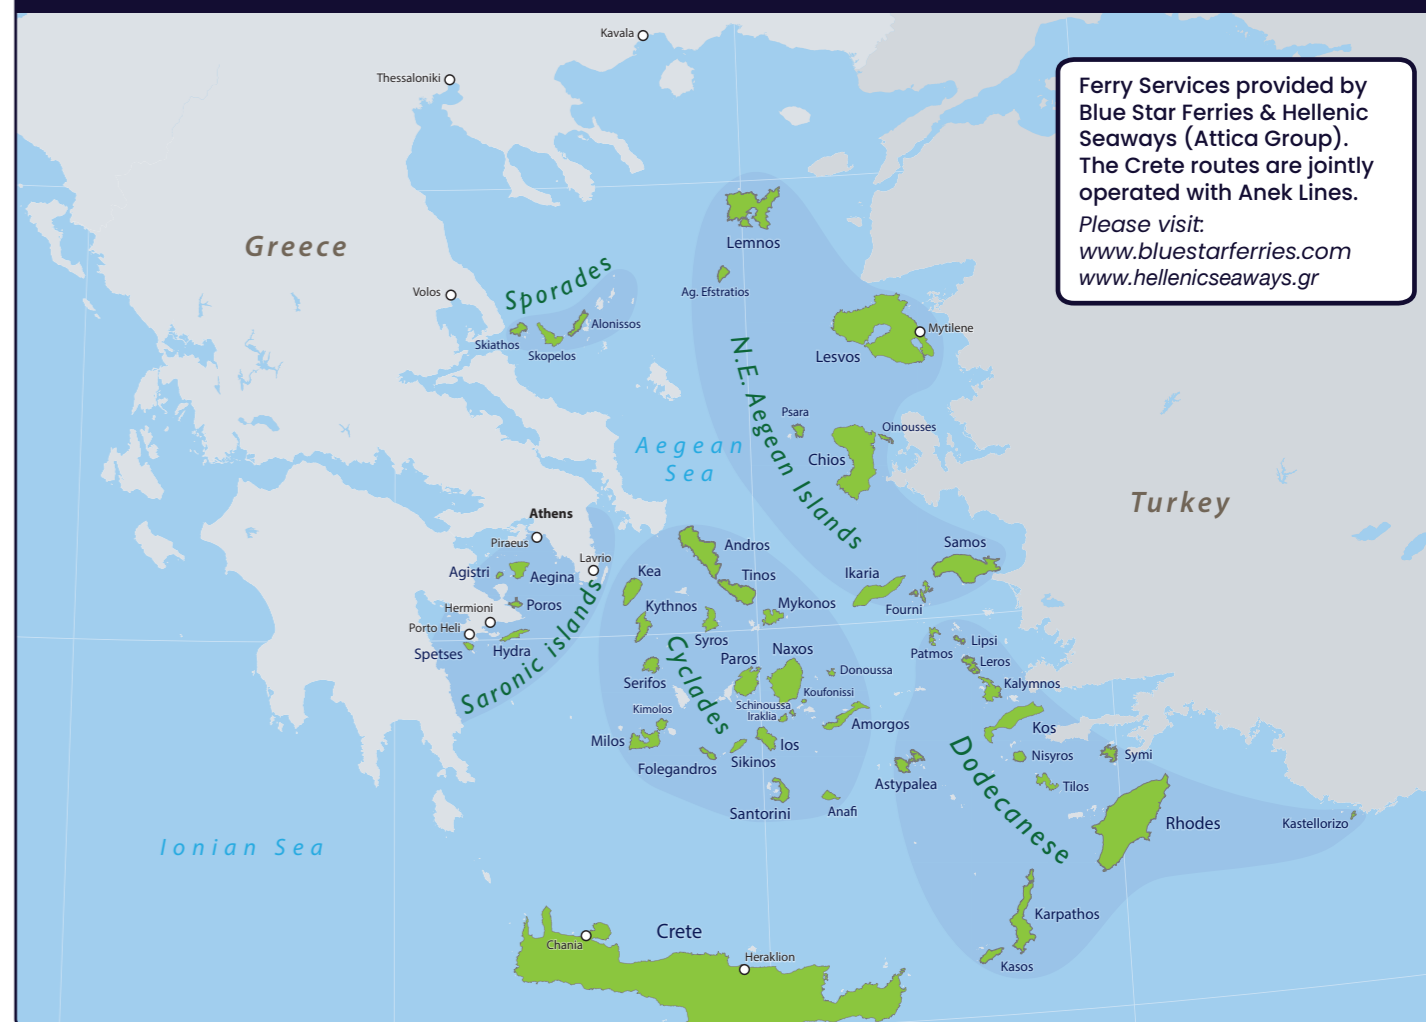 Kavala
Thessaloniki
Ferry Services provided by
Blue Star Ferries & Hellenic
Seaways (Attica Group).
The Crete routes are jointly
operated with Anek Lines.
Please visit:
www.bluestarferries.com
www.hellenicseaways.gr
Greece
Lemnos
Ag. Efstratios
Sporades
Volos
Alonissos
Skiathos
Skopelos
Mytilene
Lesvos
N.E. Aegean Islands
Psara
Oinousses
Chios
Aegean
Sea
Turkey
Athens
Piraeus
Lavrio
Agistri
Aegina
Hermioni
Poros
Porto Heli
Spetses
Hydra
Saronic islands
Andros
Kea
Tinos
Kythnos
Mykonos
Syros
Cyclades
Paros
Naxos
Donoussa
Serifos
Koufonissi
Schinoussa
Iraklia
Kimolos
Amorgos
Milos
Ios
Folegandros
Sikinos
Santorini
Anafi
Samos
Ikaria
Fourni
Patmos
Lipsi
Leros
Kalymnos
Kos
Dodecanese
Nisyros
Symi
Astypalea
Tilos
Rhodes
Kastellorizo
Karpathos
Kasos
Ionian Sea
Crete
Chania
Heraklion